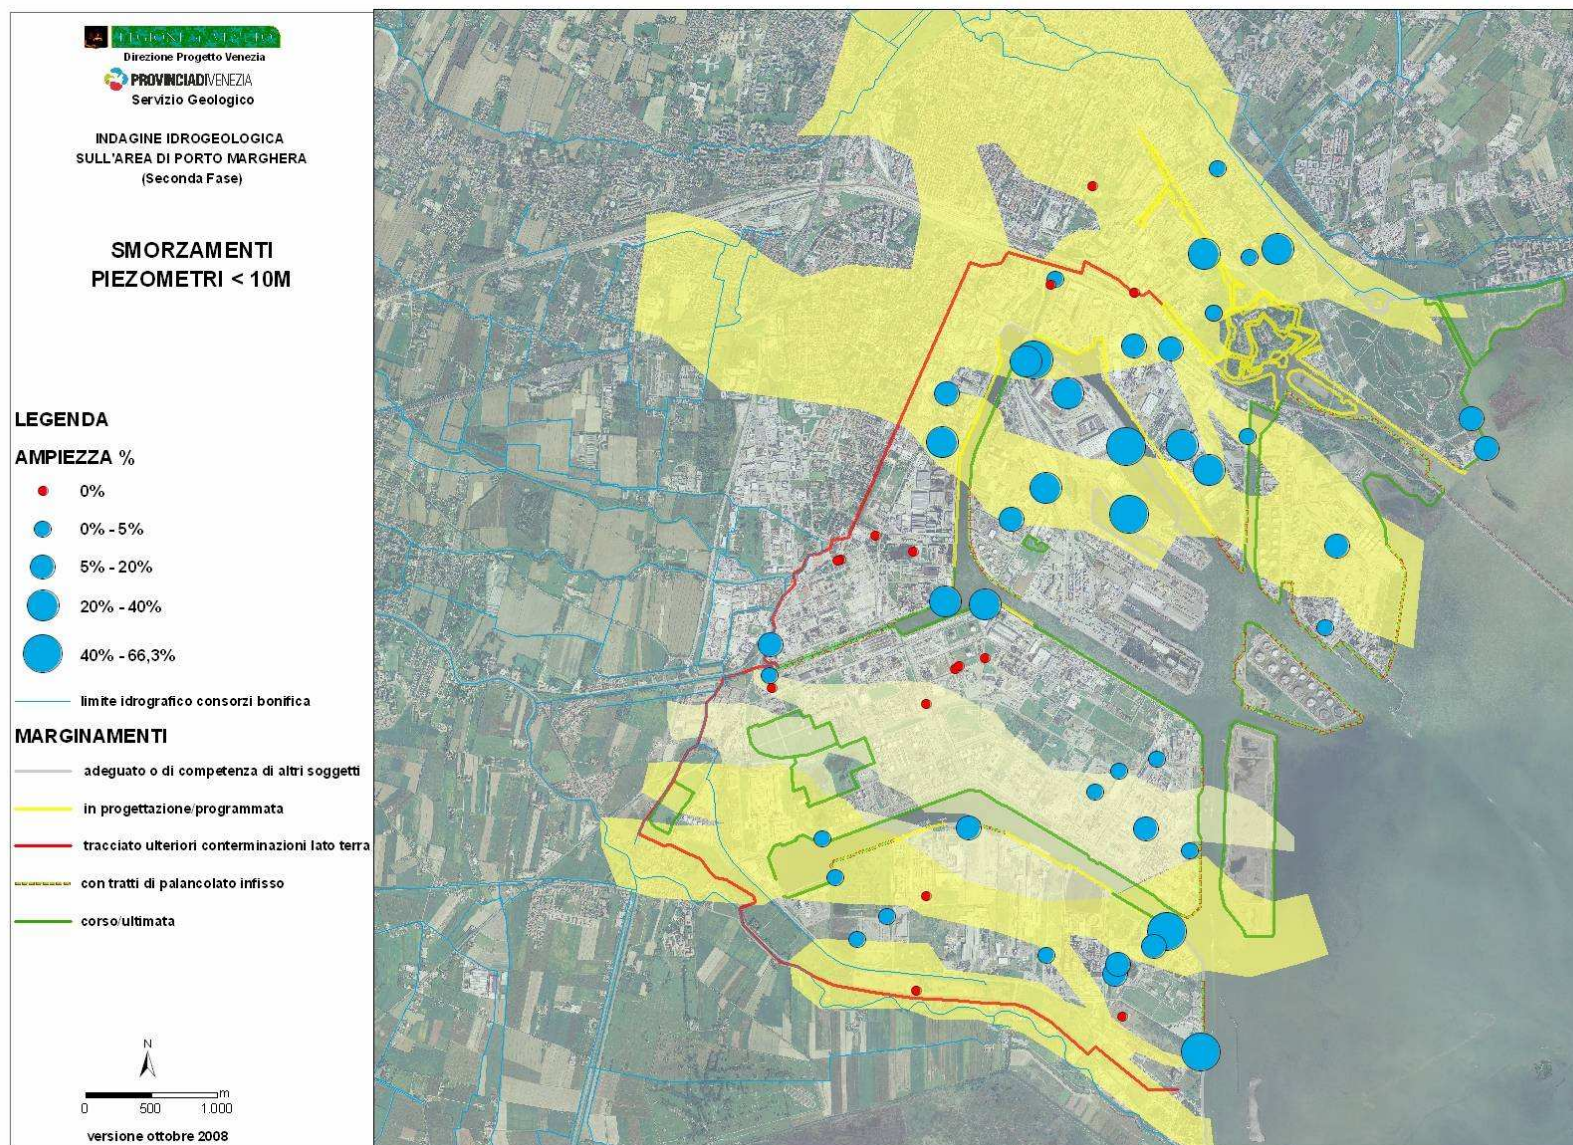 REGIONE DEL VENETO
Direzione Progetto Venezia
PROVINCIADIVENEZIA
Servizio Geologico
INDAGINE IDROGEOLOGICA
SULL'AREA DI PORTO MARGHERA
(Seconda Fase)
SMORZAMENTI
PIEZOMETRI < 10M
LEGENDA
AMPIEZZA %
0%
0% - 5%
5% - 20%
20% - 40%
40% - 66,3%
limite idrografico consorzi bonifica
MARGINAMENTI
adeguato o di competenza di altri soggetti
in progettazione/programmata
tracciato ulteriori conterminazioni lato terra
con tratti di palancolato infisso
corso/ultimata
N
m
0 500 1.000
versione ottobre 2008